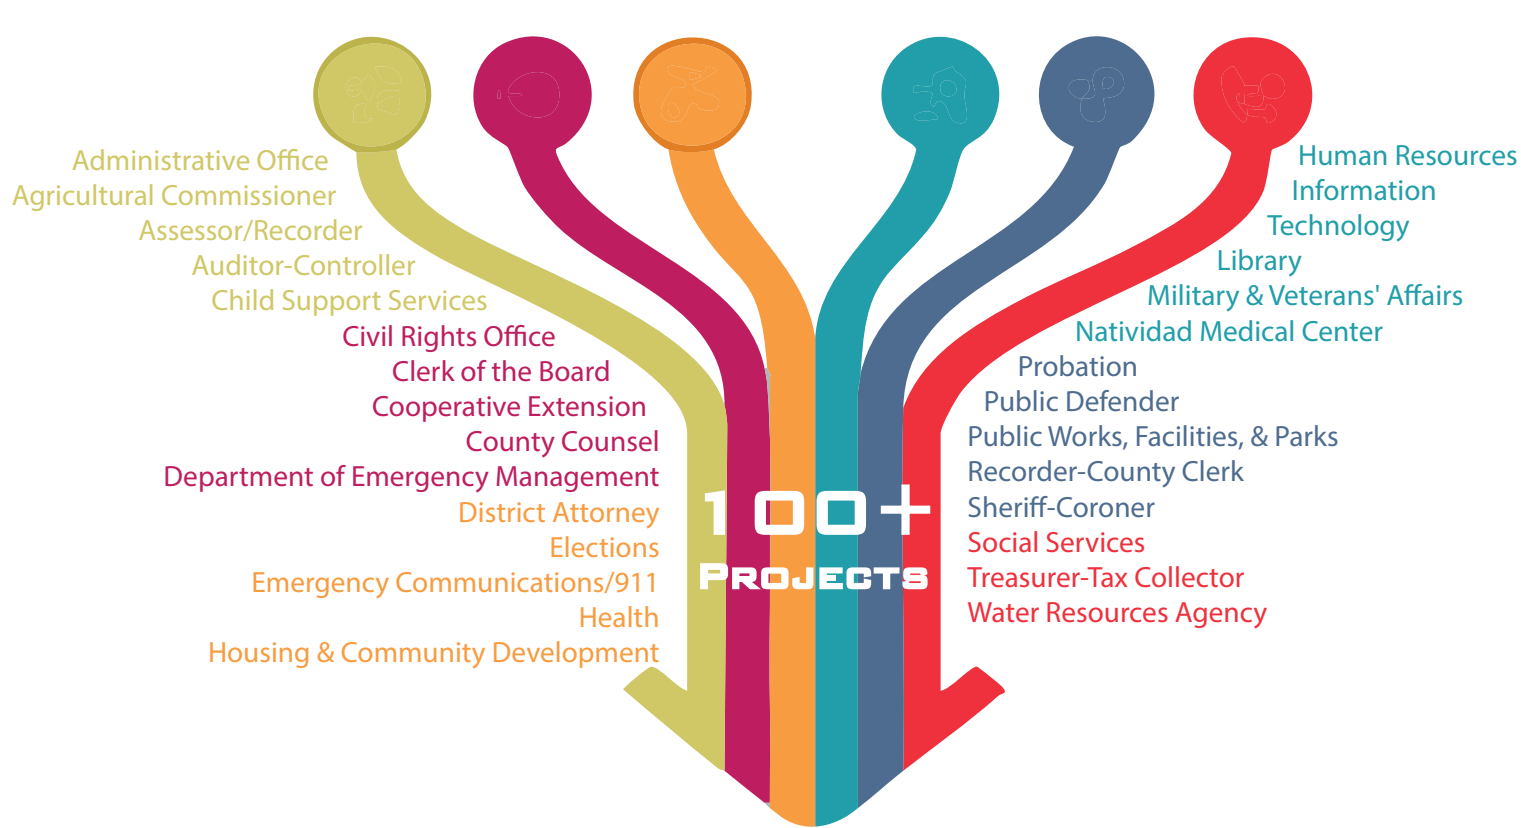 Administrative Office
Agricultural Commissioner
Assessor/Recorder
Auditor-Controller
Child Support Services
Civil Rights Office
Clerk of the Board
Cooperative Extension
County Counsel
Department of Emergency Management
District Attorney
Elections
Emergency Communications/911
Health
Housing & Community Development
100+
PROJECTS
Human Resources
Information
Technology
Library
Military & Veterans' Affairs
Natividad Medical Center
Probation
Public Defender
Public Works, Facilities, & Parks
Recorder-County Clerk
Sheriff-Coroner
Social Services
Treasurer-Tax Collector
Water Resources Agency